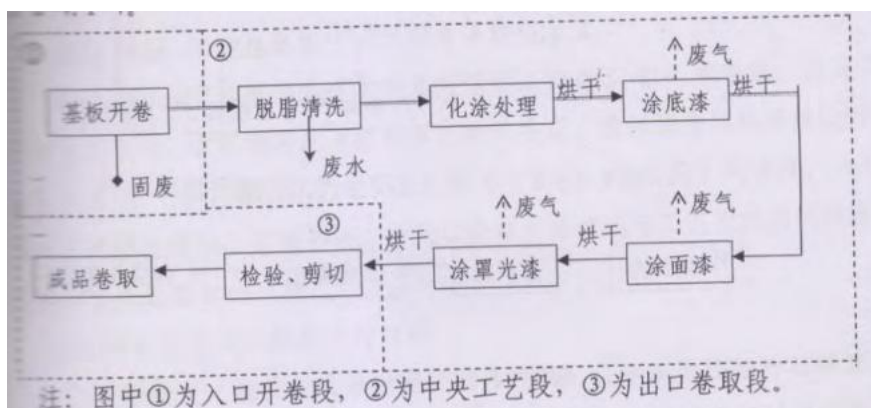 ②
废气
基板开卷
脱脂清洗
化涂处理
烘干
涂底漆
烘干
固废
废水
③
废气
废气
成品卷取
检验、剪切
烘干
涂罩光漆
烘干
涂面漆
注：图中①为入口开卷段，②为中央工艺段，③为出口卷取段。